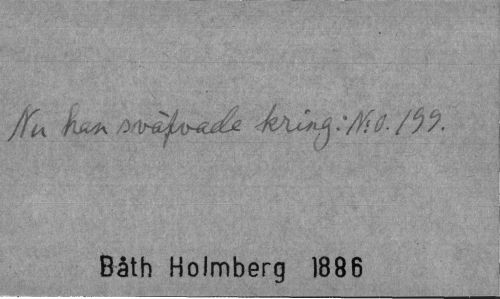 Nu han sväfvade kring: N:o. 199.
Båth Holmberg 1886